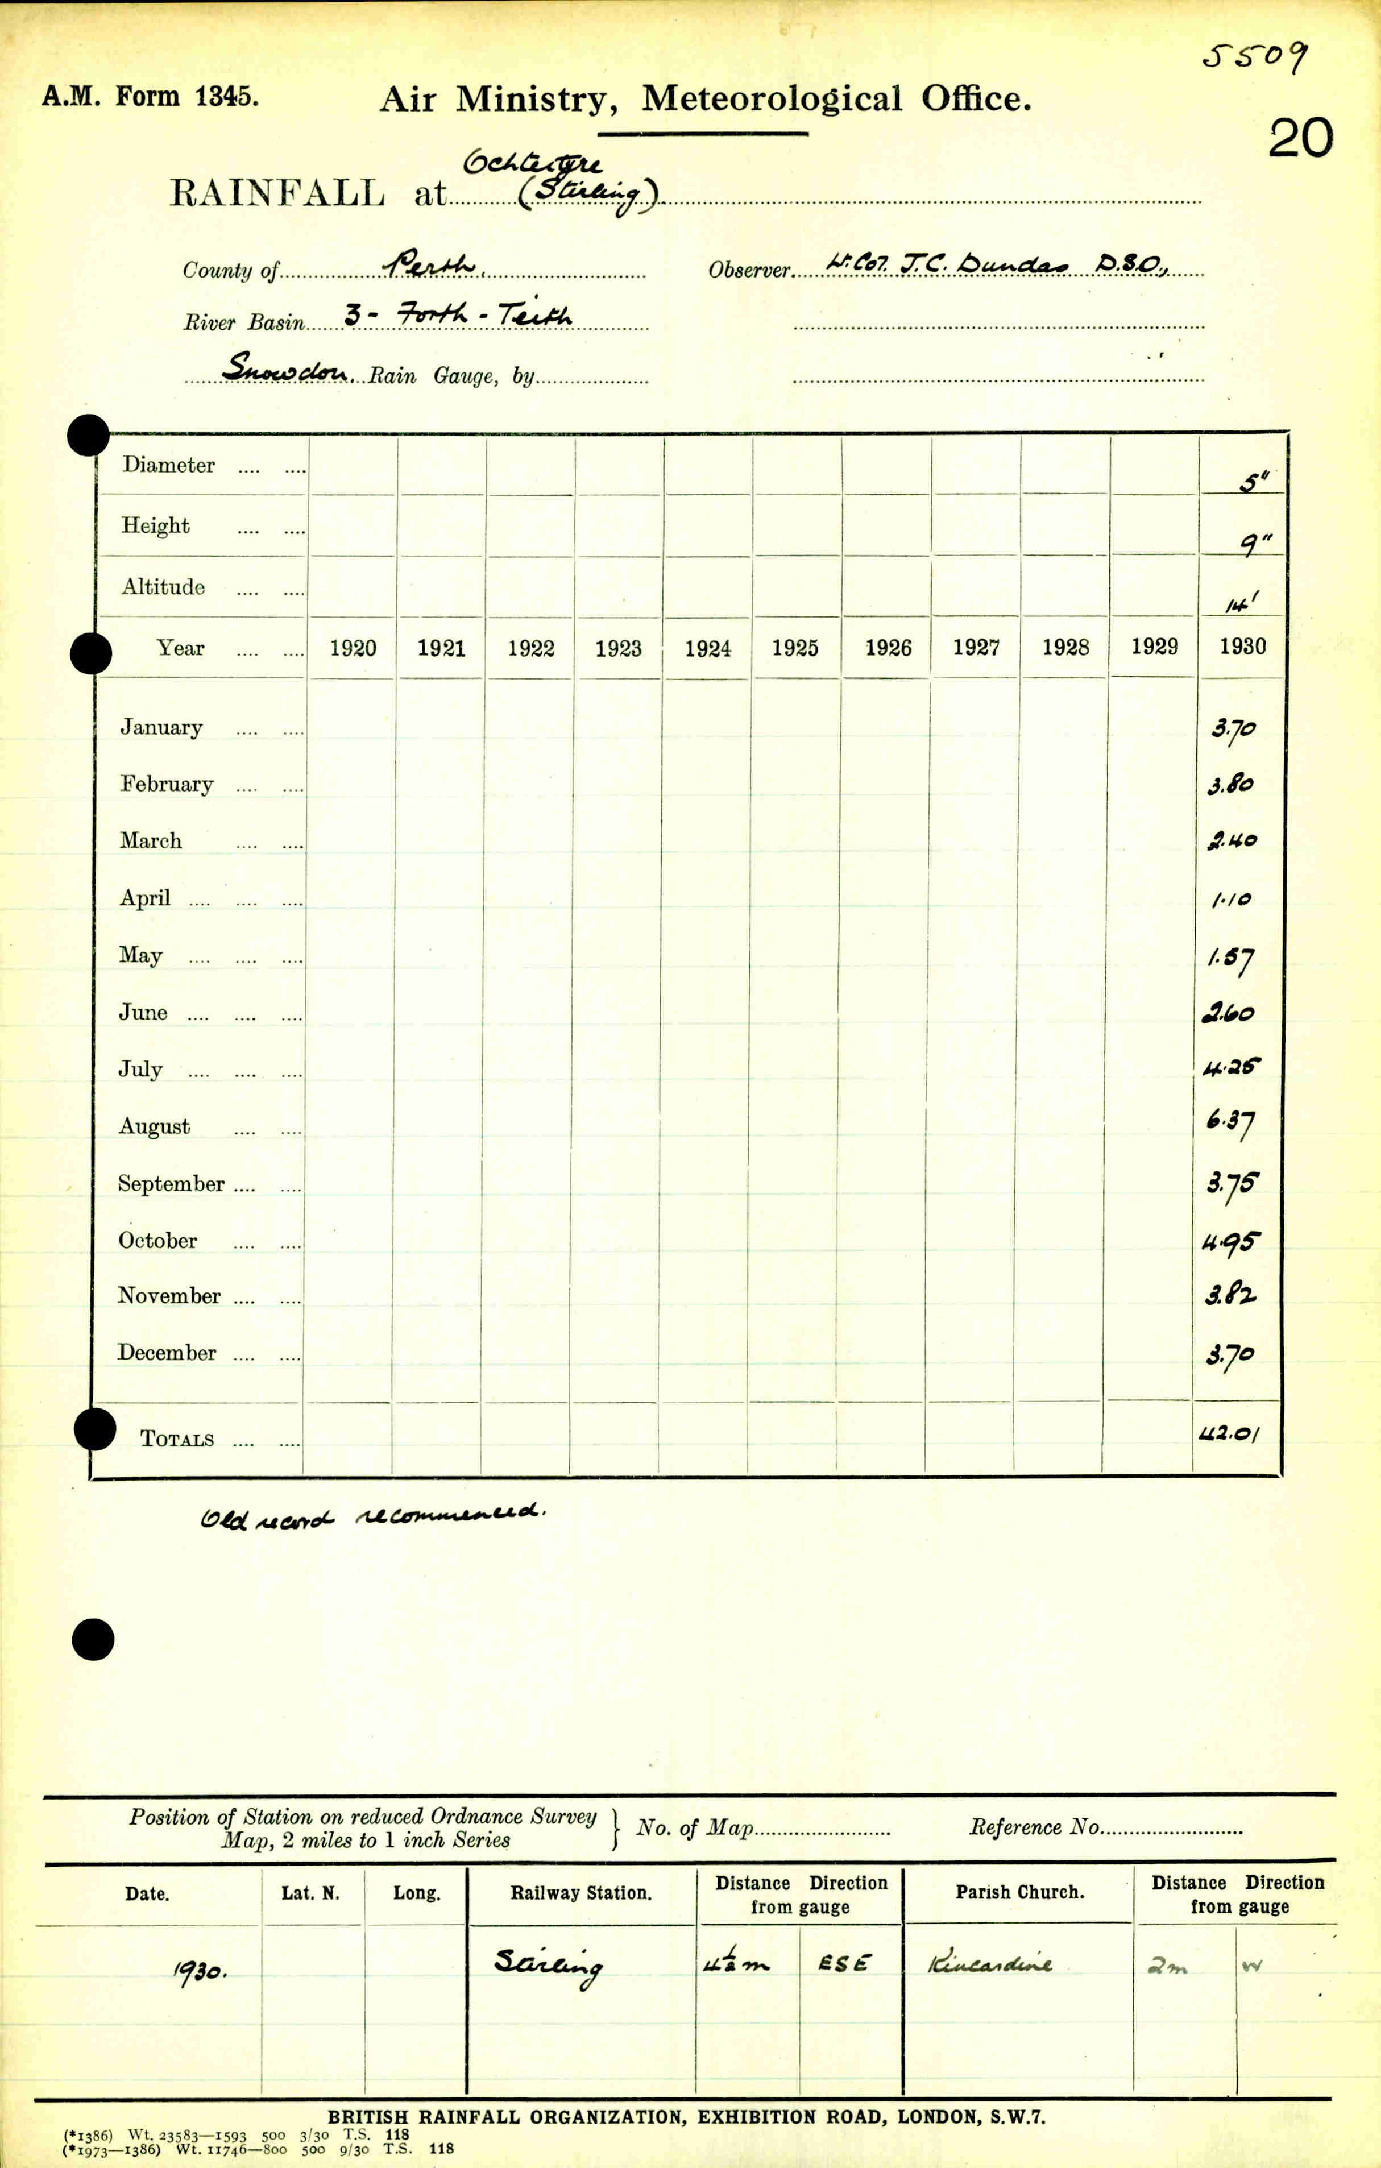 5509
A.M. Form 1345. Air Ministry, Meteorological Office.
20
Ochtertyre
RAINFALL at (Stirling)
County of Perth. Observer Lt. Col. J.C. Dundas D.S.O.,
River Basin 3 - Forth - Teith
Snowdon. Rain Gauge, by
Diameter .... .... 5"
Height .... .... 9"
Altitude .... .... 14'
Year .... .... 1920 1921 1922 1923 1924 1925 1926 1927 1928 1929 1930
January .... .... 3.70
February .... .... 3.80
March .... .... 2.40
April .... .... .... 1.10
May .... .... .... 1.57
June .... .... .... 2.60
July .... .... .... 4.25
August .... .... 6.37
September .... .... 3.75
October .... .... 4.95
November .... .... 3.82
December .... .... 3.70
TOTALS .... .... 42.01
Old record recommenced.
Position of Station on reduced Ordnance Survey
Map, 2 miles to 1 inch Series } No. of Map Reference No.
Date. Lat. N. Long. Railway Station. Distance from gauge Direction Parish Church. Distance from gauge Direction
1930. Stirling 4½ m ESE Kincardine 2m W
BRITISH RAINFALL ORGANIZATION, EXHIBITION ROAD, LONDON, S.W.7.
(*1386) Wt. 23583—1593 500 3/30 T.S. 118
(*1973—1386) Wt. 11746—800 500 9/30 T.S. 118